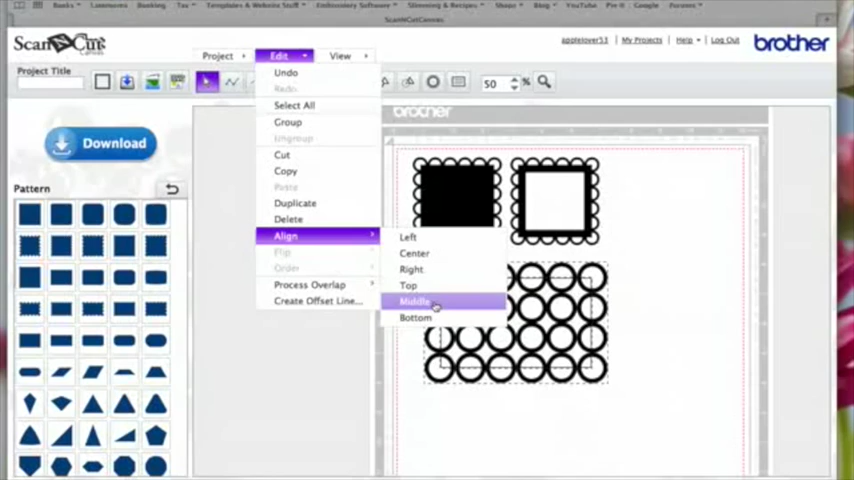 Books Banking Tax Templates & Website Stuff Embroidery Software Slimming & Recipes Shops Blog YouTube Pin It Google Forums
ScanNCutCanvas
ScanNCut
Canvas
applelover53 My Projects Help Log Out
brother
Project Edit View
Project Title
50 %
Undo
Redo
Select All
Group
Ungroup
Cut
Copy
Paste
Duplicate
Delete
Align
Flip
Order
Process Overlap
Create Offset Line...
Left
Center
Right
Top
Middle
Bottom
Download
Pattern
brother